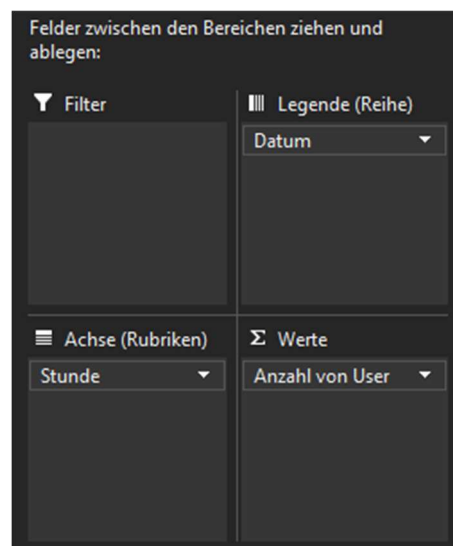 Felder zwischen den Bereichen ziehen und
ablegen:
Filter
Legende (Reihe)
Datum
Achse (Rubriken)
Σ Werte
Stunde
Anzahl von User